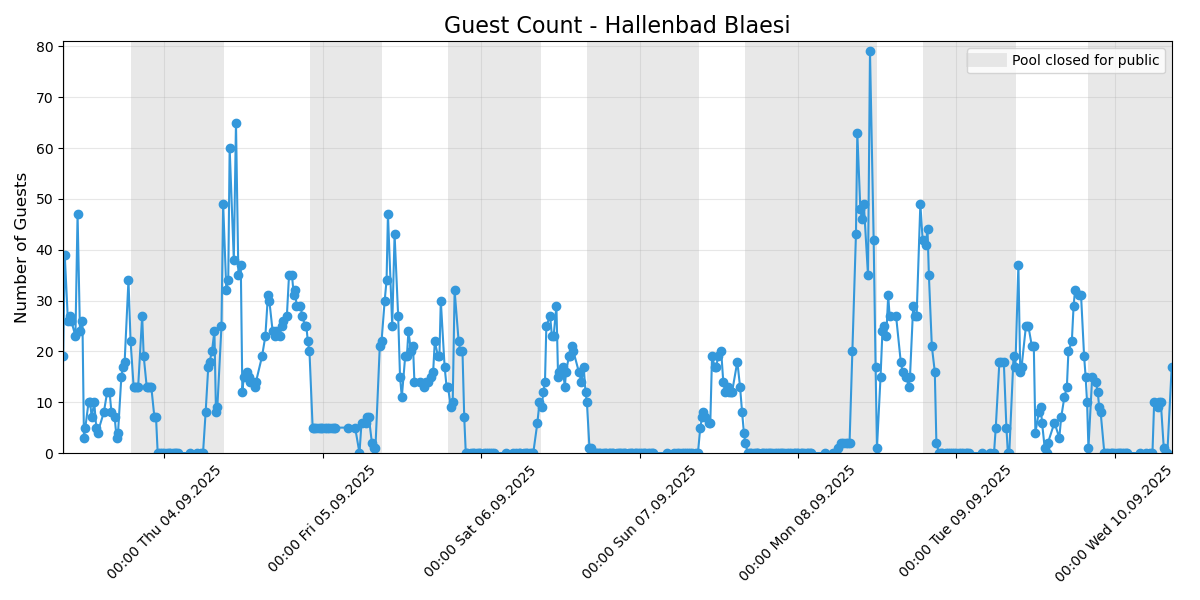 Guest Count - Hallenbad Blaesi
Pool closed for public
Number of Guests
80
70
60
50
40
30
20
10
0
00:00 Thu 04.09.2025
00:00 Fri 05.09.2025
00:00 Sat 06.09.2025
00:00 Sun 07.09.2025
00:00 Mon 08.09.2025
00:00 Tue 09.09.2025
00:00 Wed 10.09.2025